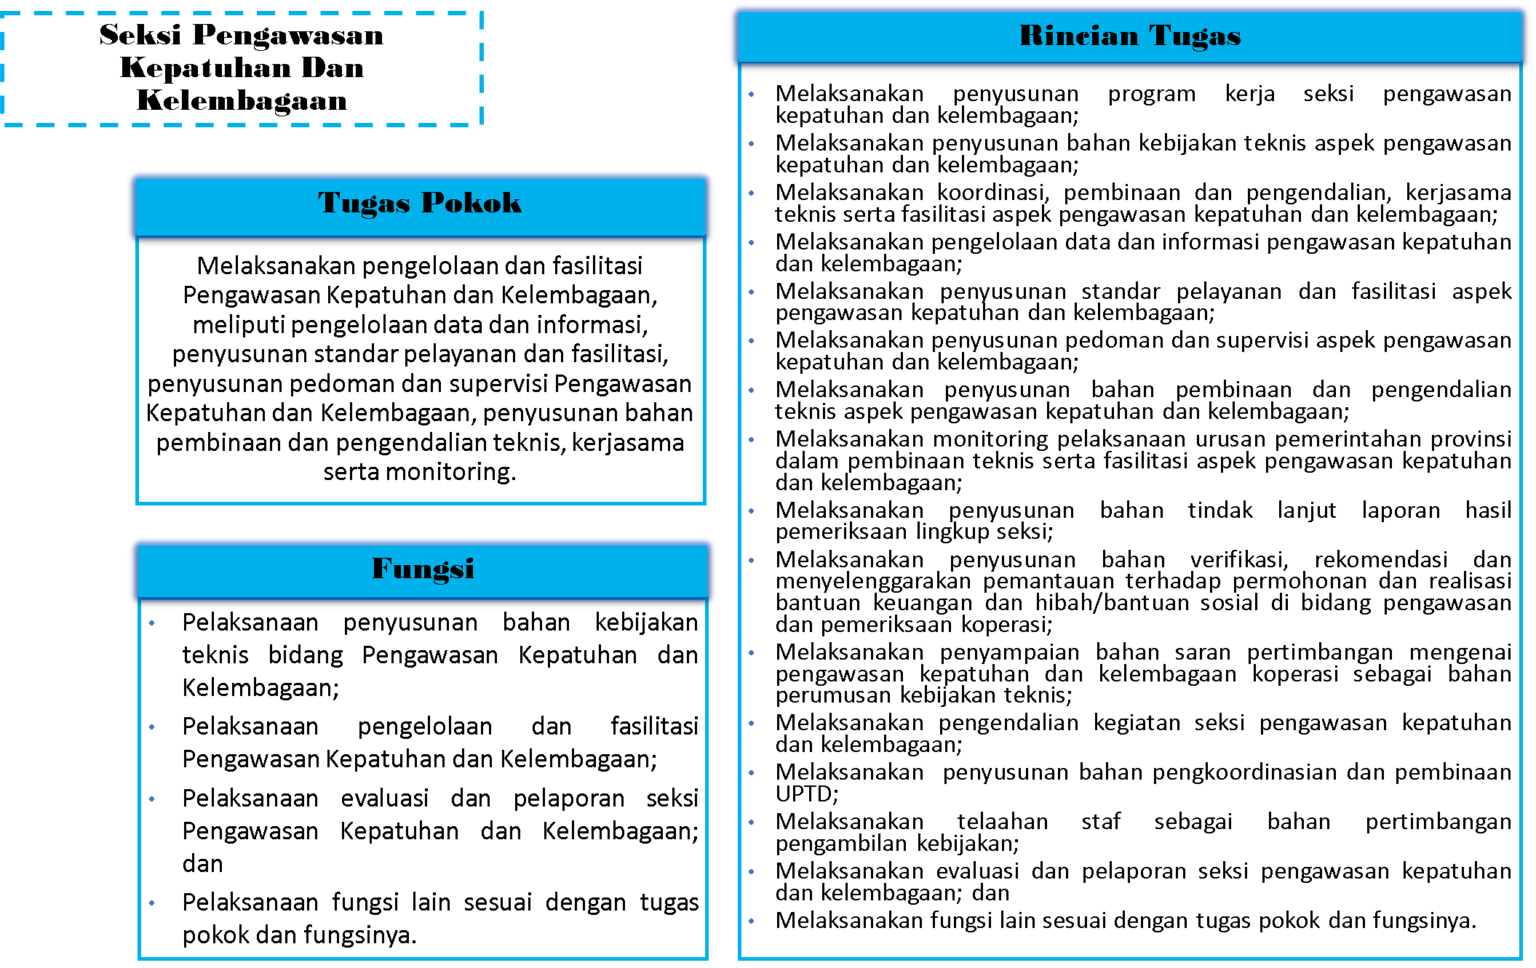 Seksi Pengawasan
Kepatuhan Dan
Kelembagaan
Tugas Pokok
Melaksanakan pengelolaan dan fasilitasi
Pengawasan Kepatuhan dan Kelembagaan,
meliputi pengelolaan data dan informasi,
penyusunan standar pelayanan dan fasilitasi,
penyusunan pedoman dan supervisi Pengawasan
Kepatuhan dan Kelembagaan, penyusunan bahan
pembinaan dan pengendalian teknis, kerjasama
serta monitoring.
Fungsi
• Pelaksanaan penyusunan bahan kebijakan
teknis bidang Pengawasan Kepatuhan dan
Kelembagaan;
• Pelaksanaan pengelolaan dan fasilitasi
Pengawasan Kepatuhan dan Kelembagaan;
• Pelaksanaan evaluasi dan pelaporan seksi
Pengawasan Kepatuhan dan Kelembagaan;
dan
• Pelaksanaan fungsi lain sesuai dengan tugas
pokok dan fungsinya.
Rincian Tugas
• Melaksanakan penyusunan program kerja seksi pengawasan
kepatuhan dan kelembagaan;
• Melaksanakan penyusunan bahan kebijakan teknis aspek pengawasan
kepatuhan dan kelembagaan;
• Melaksanakan koordinasi, pembinaan dan pengendalian, kerjasama
teknis serta fasilitasi aspek pengawasan kepatuhan dan kelembagaan;
• Melaksanakan pengelolaan data dan informasi pengawasan kepatuhan
dan kelembagaan;
• Melaksanakan penyusunan standar pelayanan dan fasilitasi aspek
pengawasan kepatuhan dan kelembagaan;
• Melaksanakan penyusunan pedoman dan supervisi aspek pengawasan
kepatuhan dan kelembagaan;
• Melaksanakan penyusunan bahan pembinaan dan pengendalian
teknis aspek pengawasan kepatuhan dan kelembagaan;
• Melaksanakan monitoring pelaksanaan urusan pemerintahan provinsi
dalam pembinaan teknis serta fasilitasi aspek pengawasan kepatuhan
dan kelembagaan;
• Melaksanakan penyusunan bahan tindak lanjut laporan hasil
pemeriksaan lingkup seksi;
• Melaksanakan penyusunan bahan verifikasi, rekomendasi dan
menyelenggarakan pemantauan terhadap permohonan dan realisasi
bantuan keuangan dan hibah/bantuan sosial di bidang pengawasan
dan pemeriksaan koperasi;
• Melaksanakan penyampaian bahan saran pertimbangan mengenai
pengawasan kepatuhan dan kelembagaan koperasi sebagai bahan
perumusan kebijakan teknis;
• Melaksanakan pengendalian kegiatan seksi pengawasan kepatuhan
dan kelembagaan;
• Melaksanakan penyusunan bahan pengkoordinasian dan pembinaan
UPTD;
• Melaksanakan telaahan staf sebagai bahan pertimbangan
pengambilan kebijakan;
• Melaksanakan evaluasi dan pelaporan seksi pengawasan kepatuhan
dan kelembagaan; dan
• Melaksanakan fungsi lain sesuai dengan tugas pokok dan fungsinya.